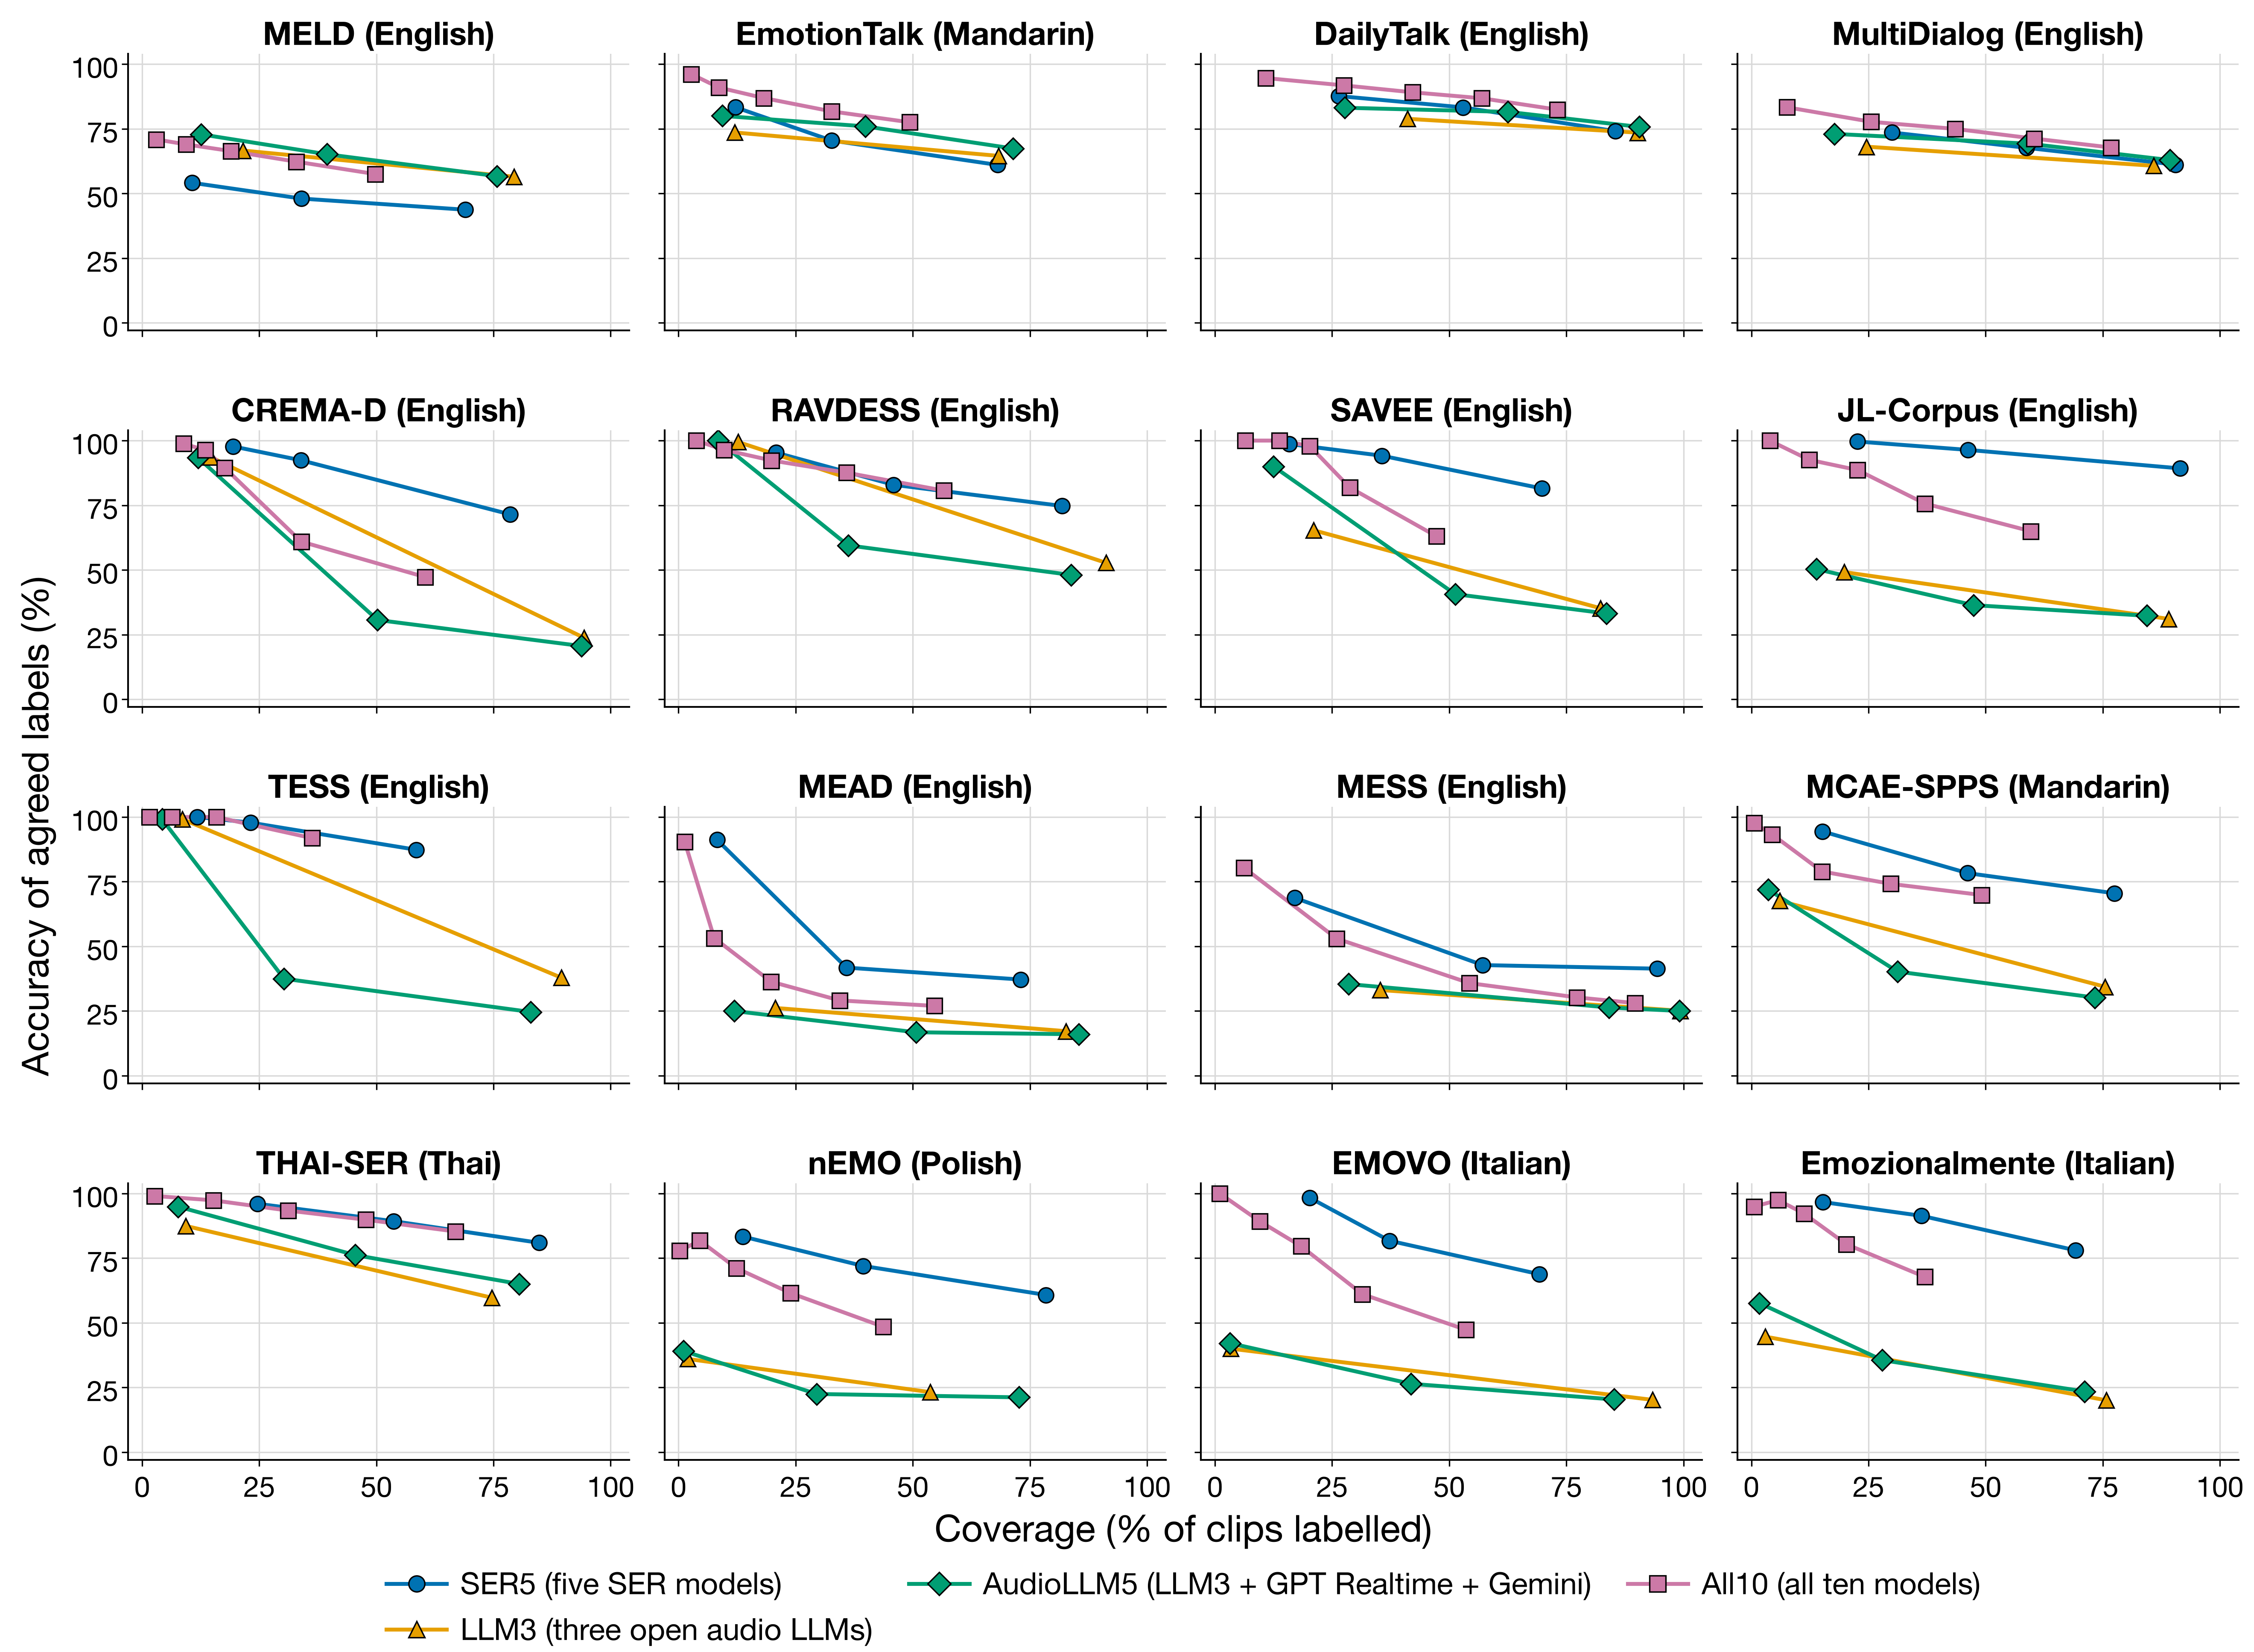 MELD (English)
EmotionTalk (Mandarin)
DailyTalk (English)
MultiDialog (English)
100
75
50
25
0
CREMA-D (English)
RAVDESS (English)
SAVEE (English)
JL-Corpus (English)
100
75
50
25
0
TESS (English)
MEAD (English)
MESS (English)
MCAE-SPPS (Mandarin)
100
75
50
25
0
THAI-SER (Thai)
nEMO (Polish)
EMOVO (Italian)
Emozionalmente (Italian)
100
75
50
25
0
0 25 50 75 100
0 25 50 75 100
0 25 50 75 100
0 25 50 75 100
Accuracy of agreed labels (%)
Coverage (% of clips labelled)
SER5 (five SER models)
AudioLLM5 (LLM3 + GPT Realtime + Gemini)
All10 (all ten models)
LLM3 (three open audio LLMs)